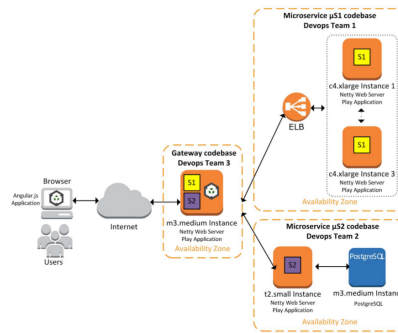 Microservice µS1 codebase
Devops Team 1
S1
c4.xlarge Instance 1
Netty Web Server
Play Application
ELB
S1
c4.xlarge Instance 3
Netty Web Server
Play Application
Availability Zone
Gateway codebase
Devops Team 3
S1
S2
m3.medium Instance
Netty Web Server
Play Application
Availability Zone
Browser
Angular.js
Application
Internet
Users
Microservice µS2 codebase
Devops Team 2
S2
t2.small Instance
Netty Web Server
Play Application
PostgreSQL
m3.medium Instanc
PostgreSQL
Availability Zone